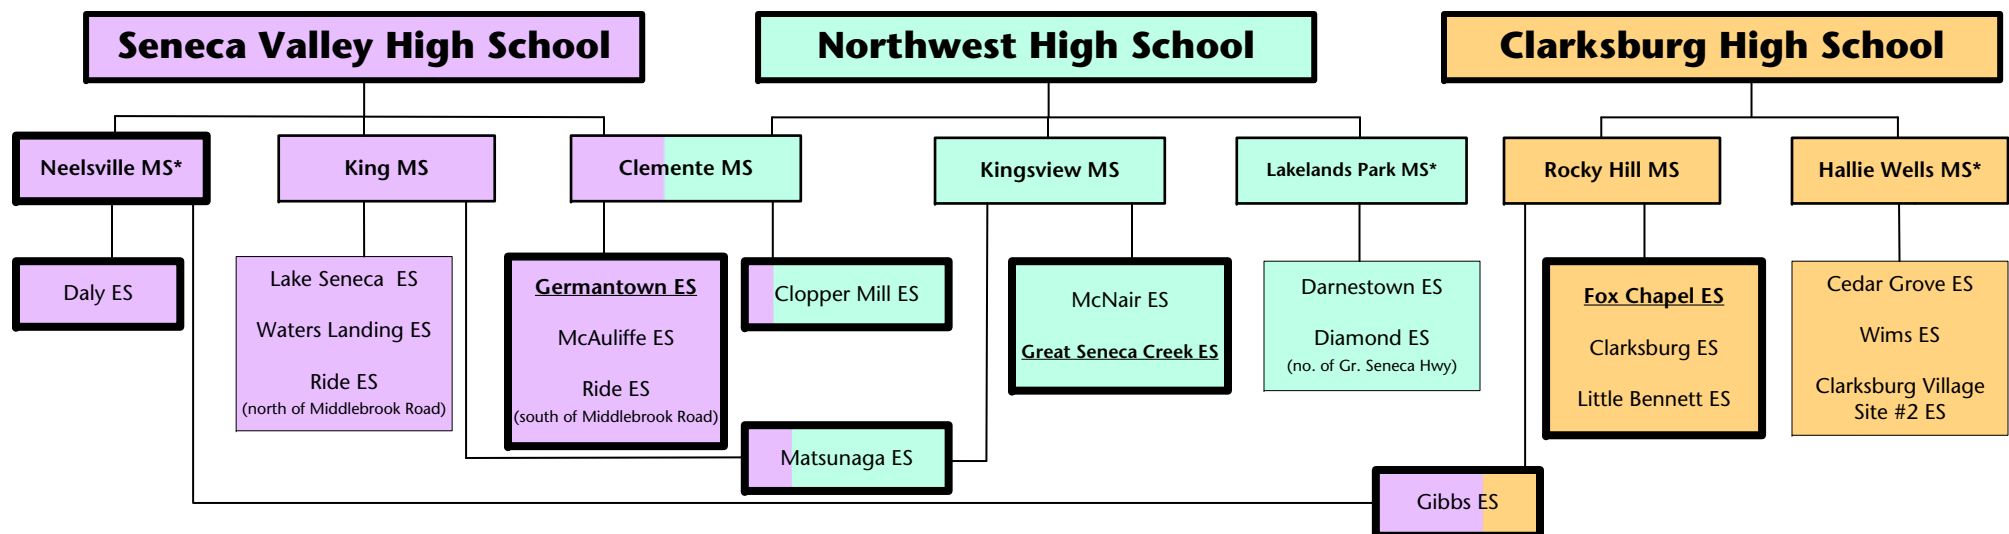 Seneca Valley High School
Northwest High School
Clarksburg High School
Neelsville MS*
King MS
Clemente MS
Kingsview MS
Lakelands Park MS*
Rocky Hill MS
Hallie Wells MS*
Daly ES
Lake Seneca ES
Waters Landing ES
Ride ES
(north of Middlebrook Road)
Germantown ES
McAuliffe ES
Ride ES
(south of Middlebrook Road)
Clopper Mill ES
McNair ES
Great Seneca Creek ES
Darnestown ES
Diamond ES
(no. of Gr. Seneca Hwy)
Fox Chapel ES
Clarksburg ES
Little Bennett ES
Cedar Grove ES
Wims ES
Clarksburg Village
Site #2 ES
Matsunaga ES
Gibbs ES